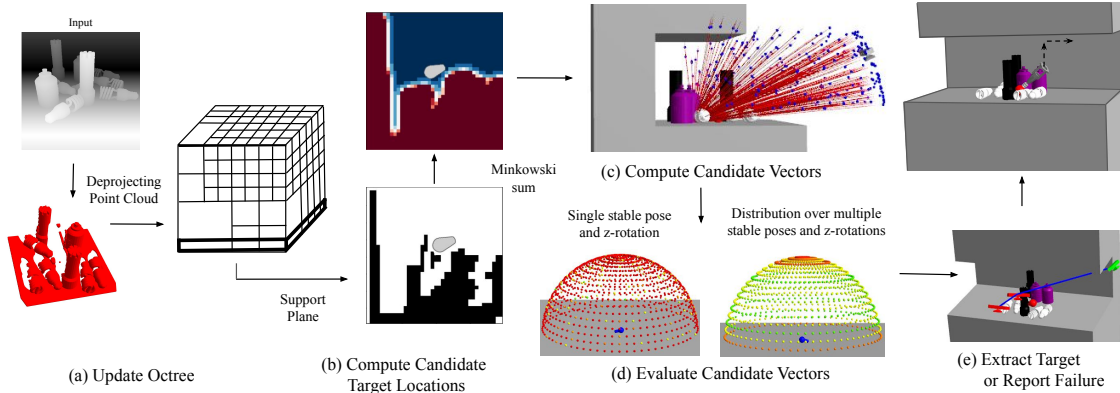 Input
Deprojecting
Point Cloud
(a) Update Octree
Support
Plane
Minkowski
sum
(b) Compute Candidate
Target Locations
(c) Compute Candidate Vectors
Single stable pose
and z-rotation
Distribution over multiple
stable poses and z-rotations
(d) Evaluate Candidate Vectors
(e) Extract Target
or Report Failure